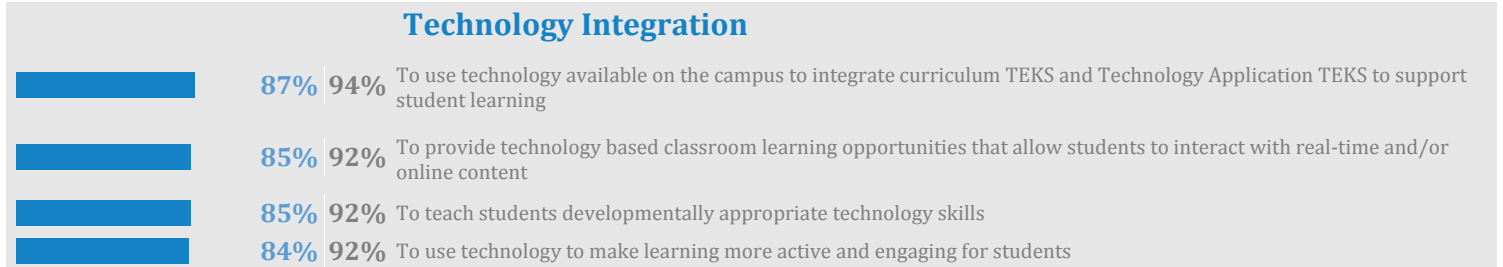 Technology Integration
87% 94% To use technology available on the campus to integrate curriculum TEKS and Technology Application TEKS to support
student learning
85% 92% To provide technology based classroom learning opportunities that allow students to interact with real-time and/or
online content
85% 92% To teach students developmentally appropriate technology skills
84% 92% To use technology to make learning more active and engaging for students